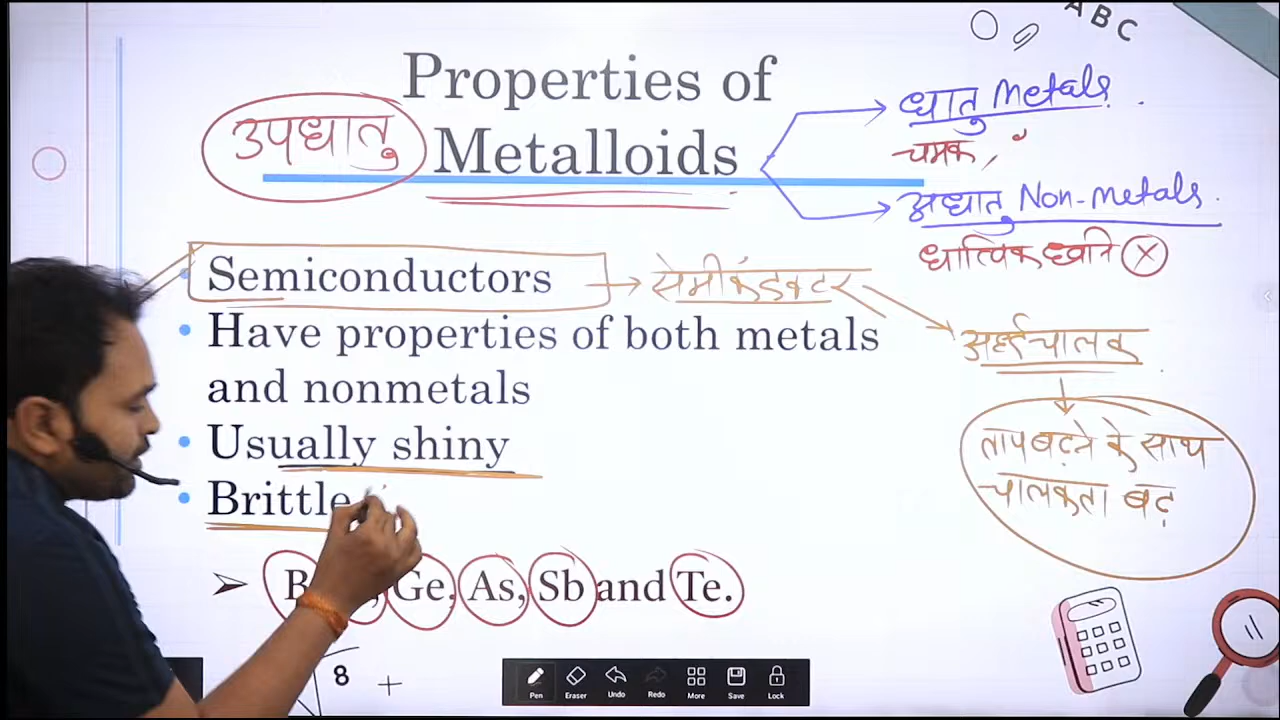 ABC
Properties of
Metalloids
उपधातु
धातु Metals
चमक,
अधातु Non-metals
धात्विक ध्वनि
Semiconductors
सेमीकंडक्टर
Have properties of both metals
and nonmetals
अर्द्धचालक
Usually shiny
ताप बढ़ने के साथ
Brittle
चालकता बढ़
Ge, As, Sb and Te.
8 +
Pen Eraser Undo Redo More Save Lock